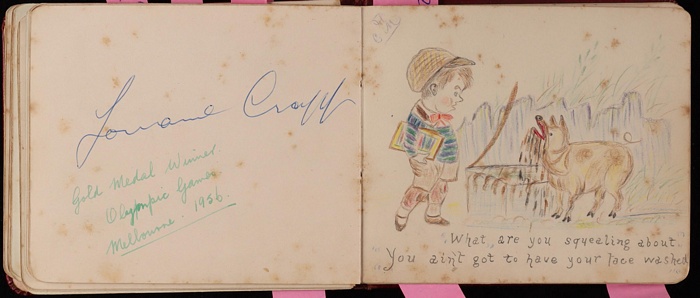 Lorraine Crapp
Gold Medal Winner.
Olympic Games
Melbourne. 1956.
What are you squealing about.
You ain't got to have your face washed